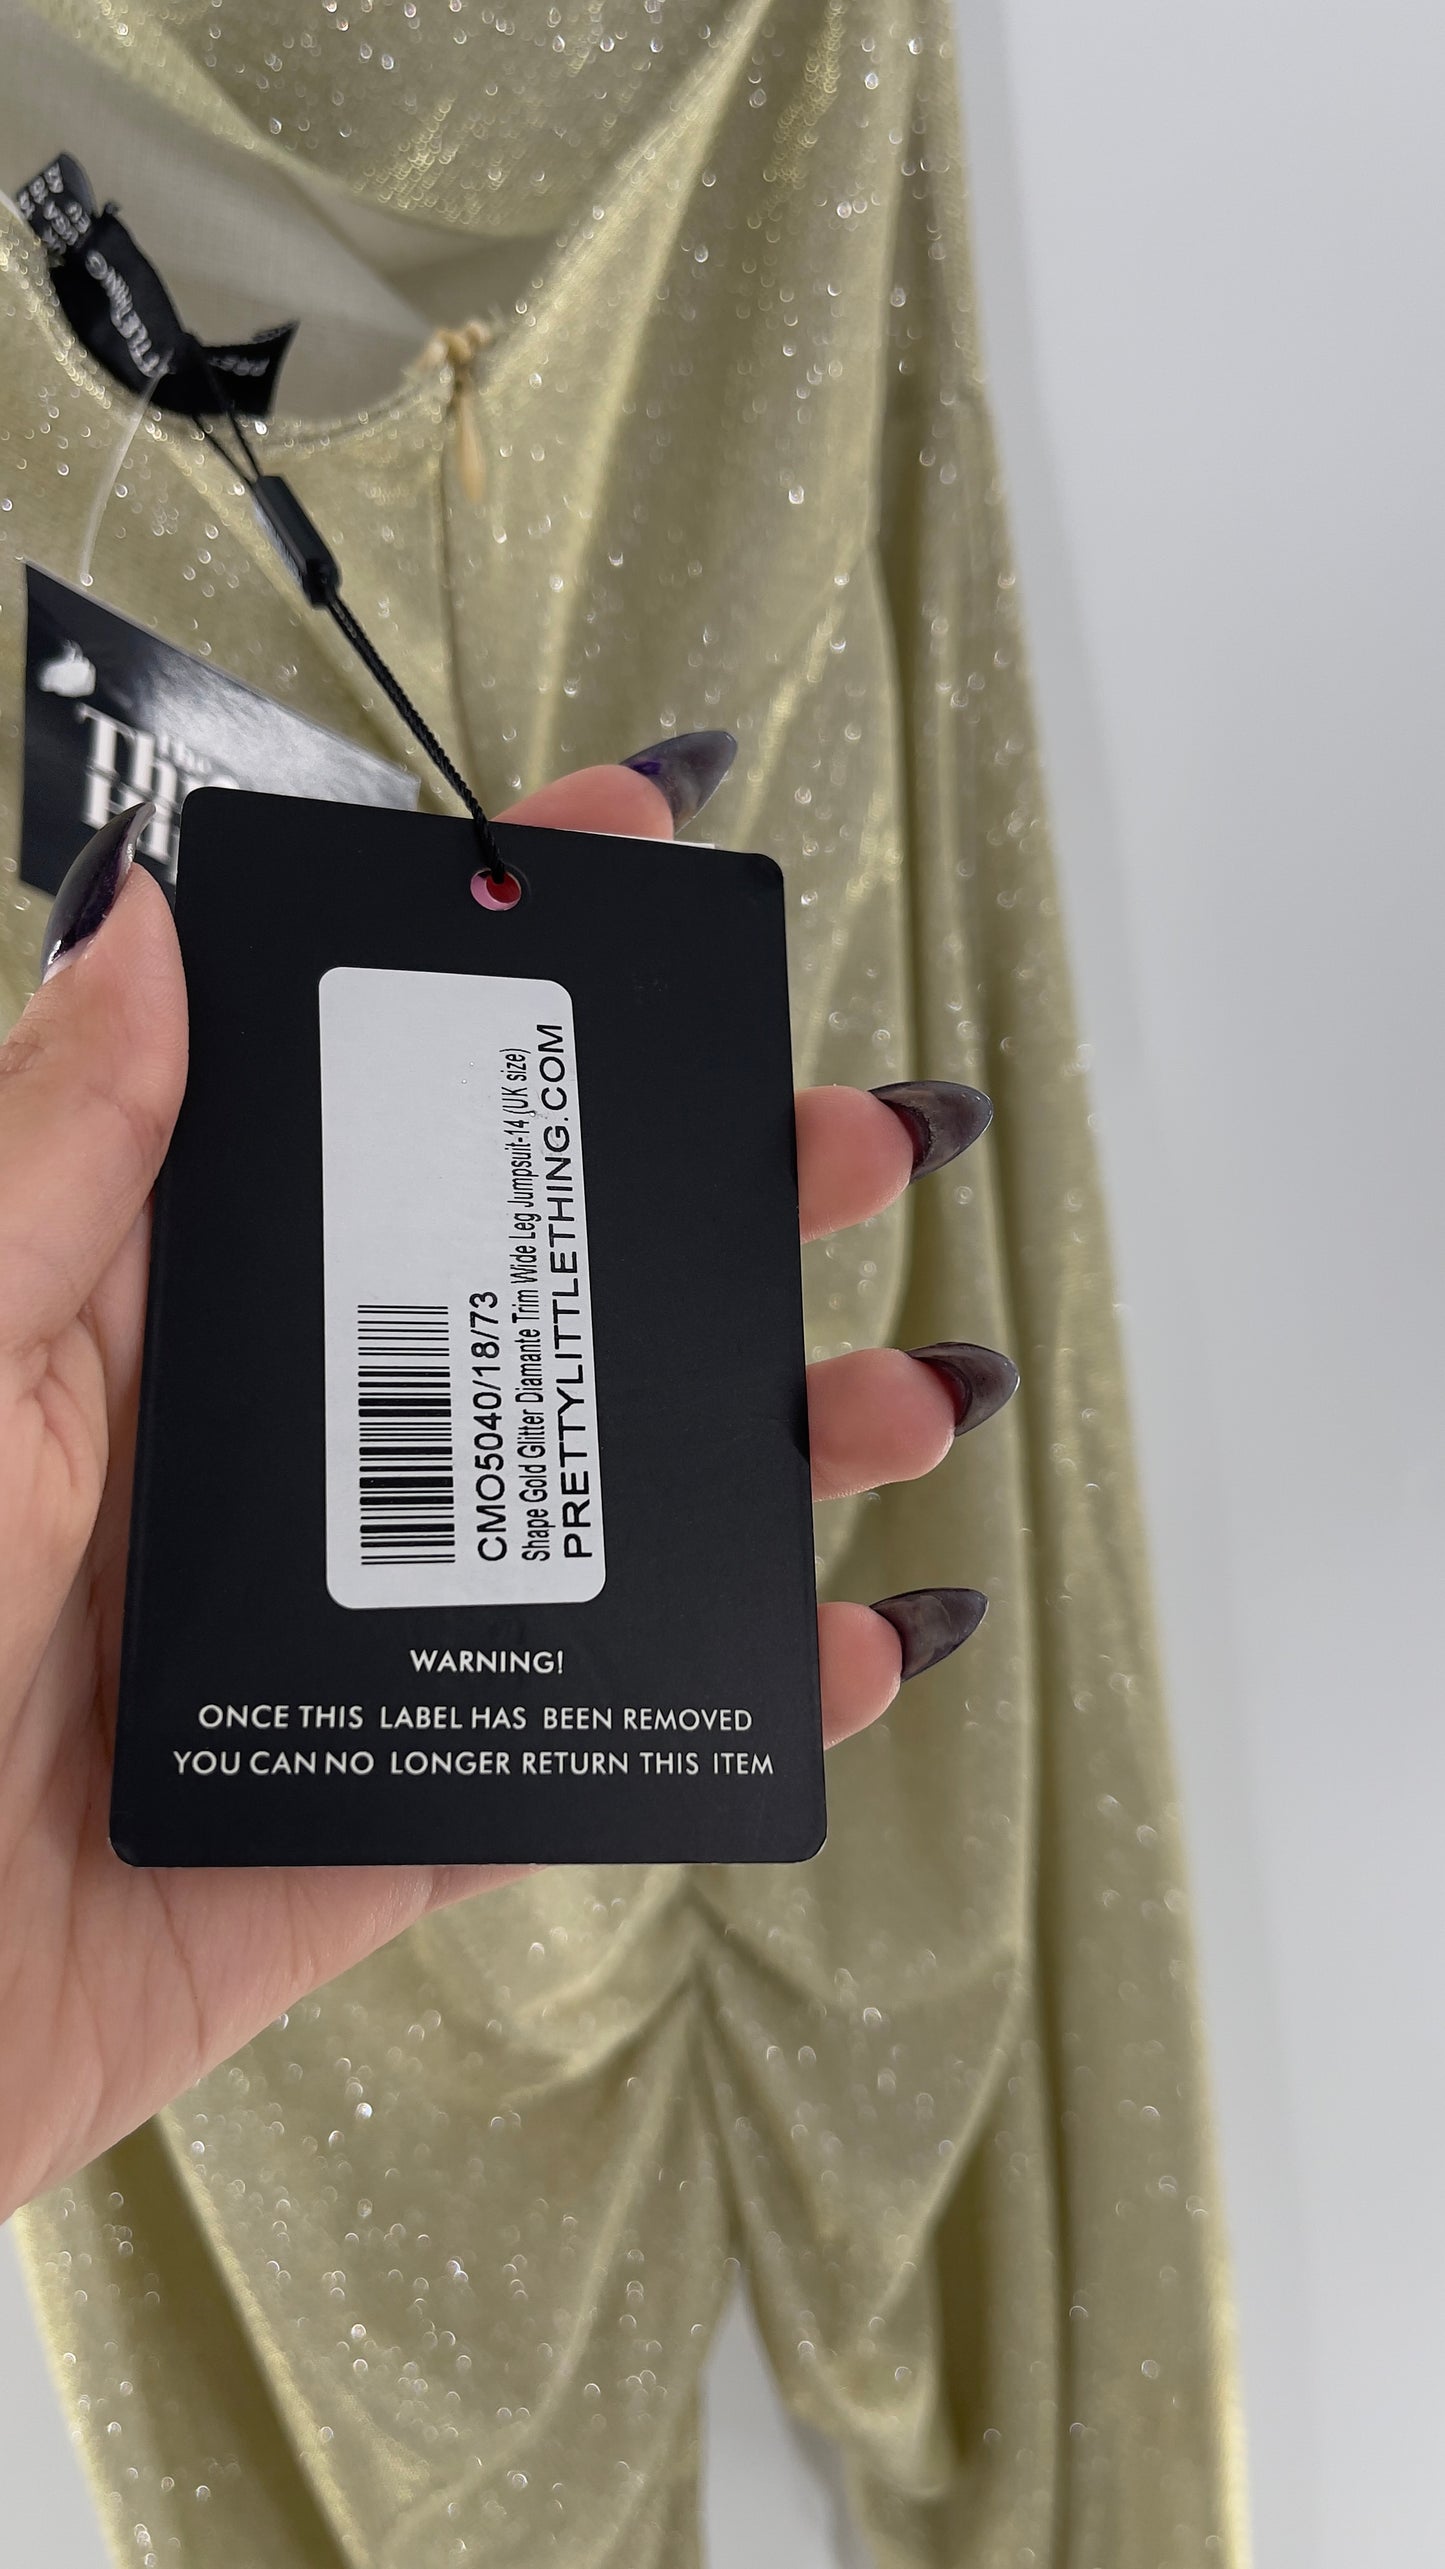 The
CMO5040/18/73
Shape Gold Glitter Diamante Trim Wide Leg Jumpsuit-14 (UK size)
PRETTYLITTLETHING.COM
WARNING!
ONCE THIS LABEL HAS BEEN REMOVED
YOU CAN NO LONGER RETURN THIS ITEM